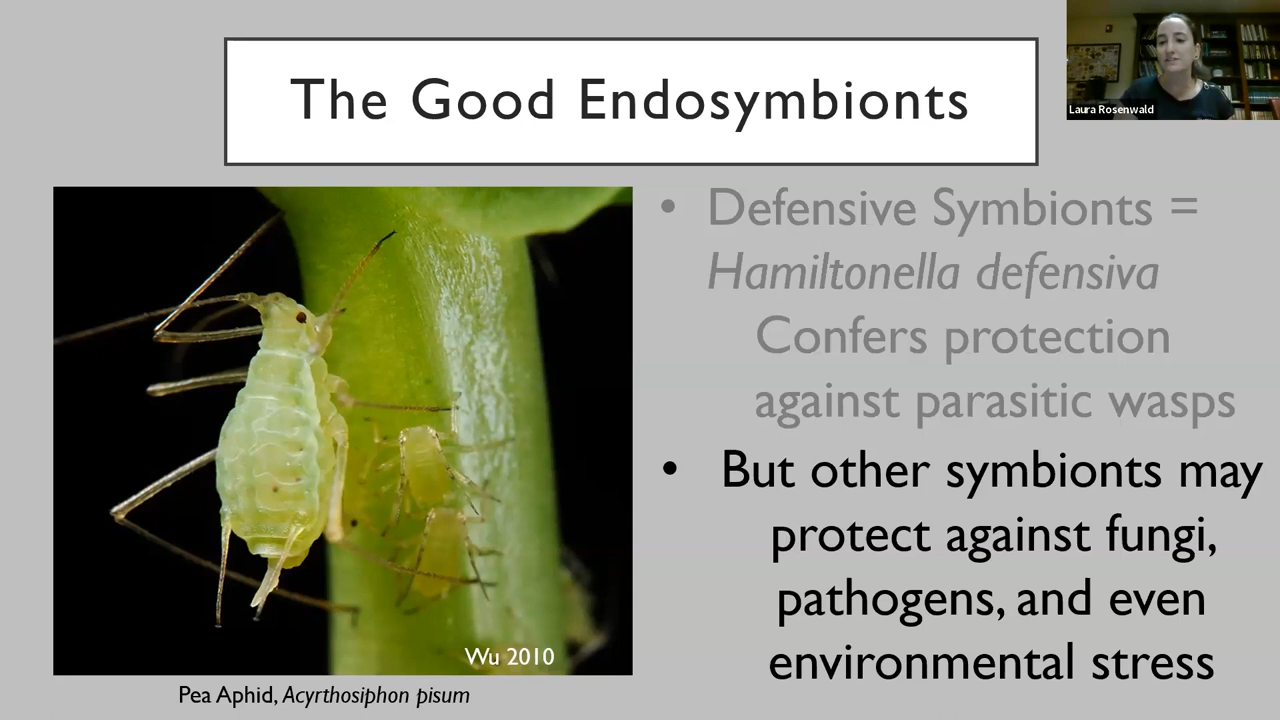 The Good Endosymbionts
Laura Rosenwald
• Defensive Symbionts =
Hamiltonella defensiva
Confers protection
against parasitic wasps
• But other symbionts may
protect against fungi,
pathogens, and even
environmental stress
Wu 2010
Pea Aphid, Acyrthosiphon pisum